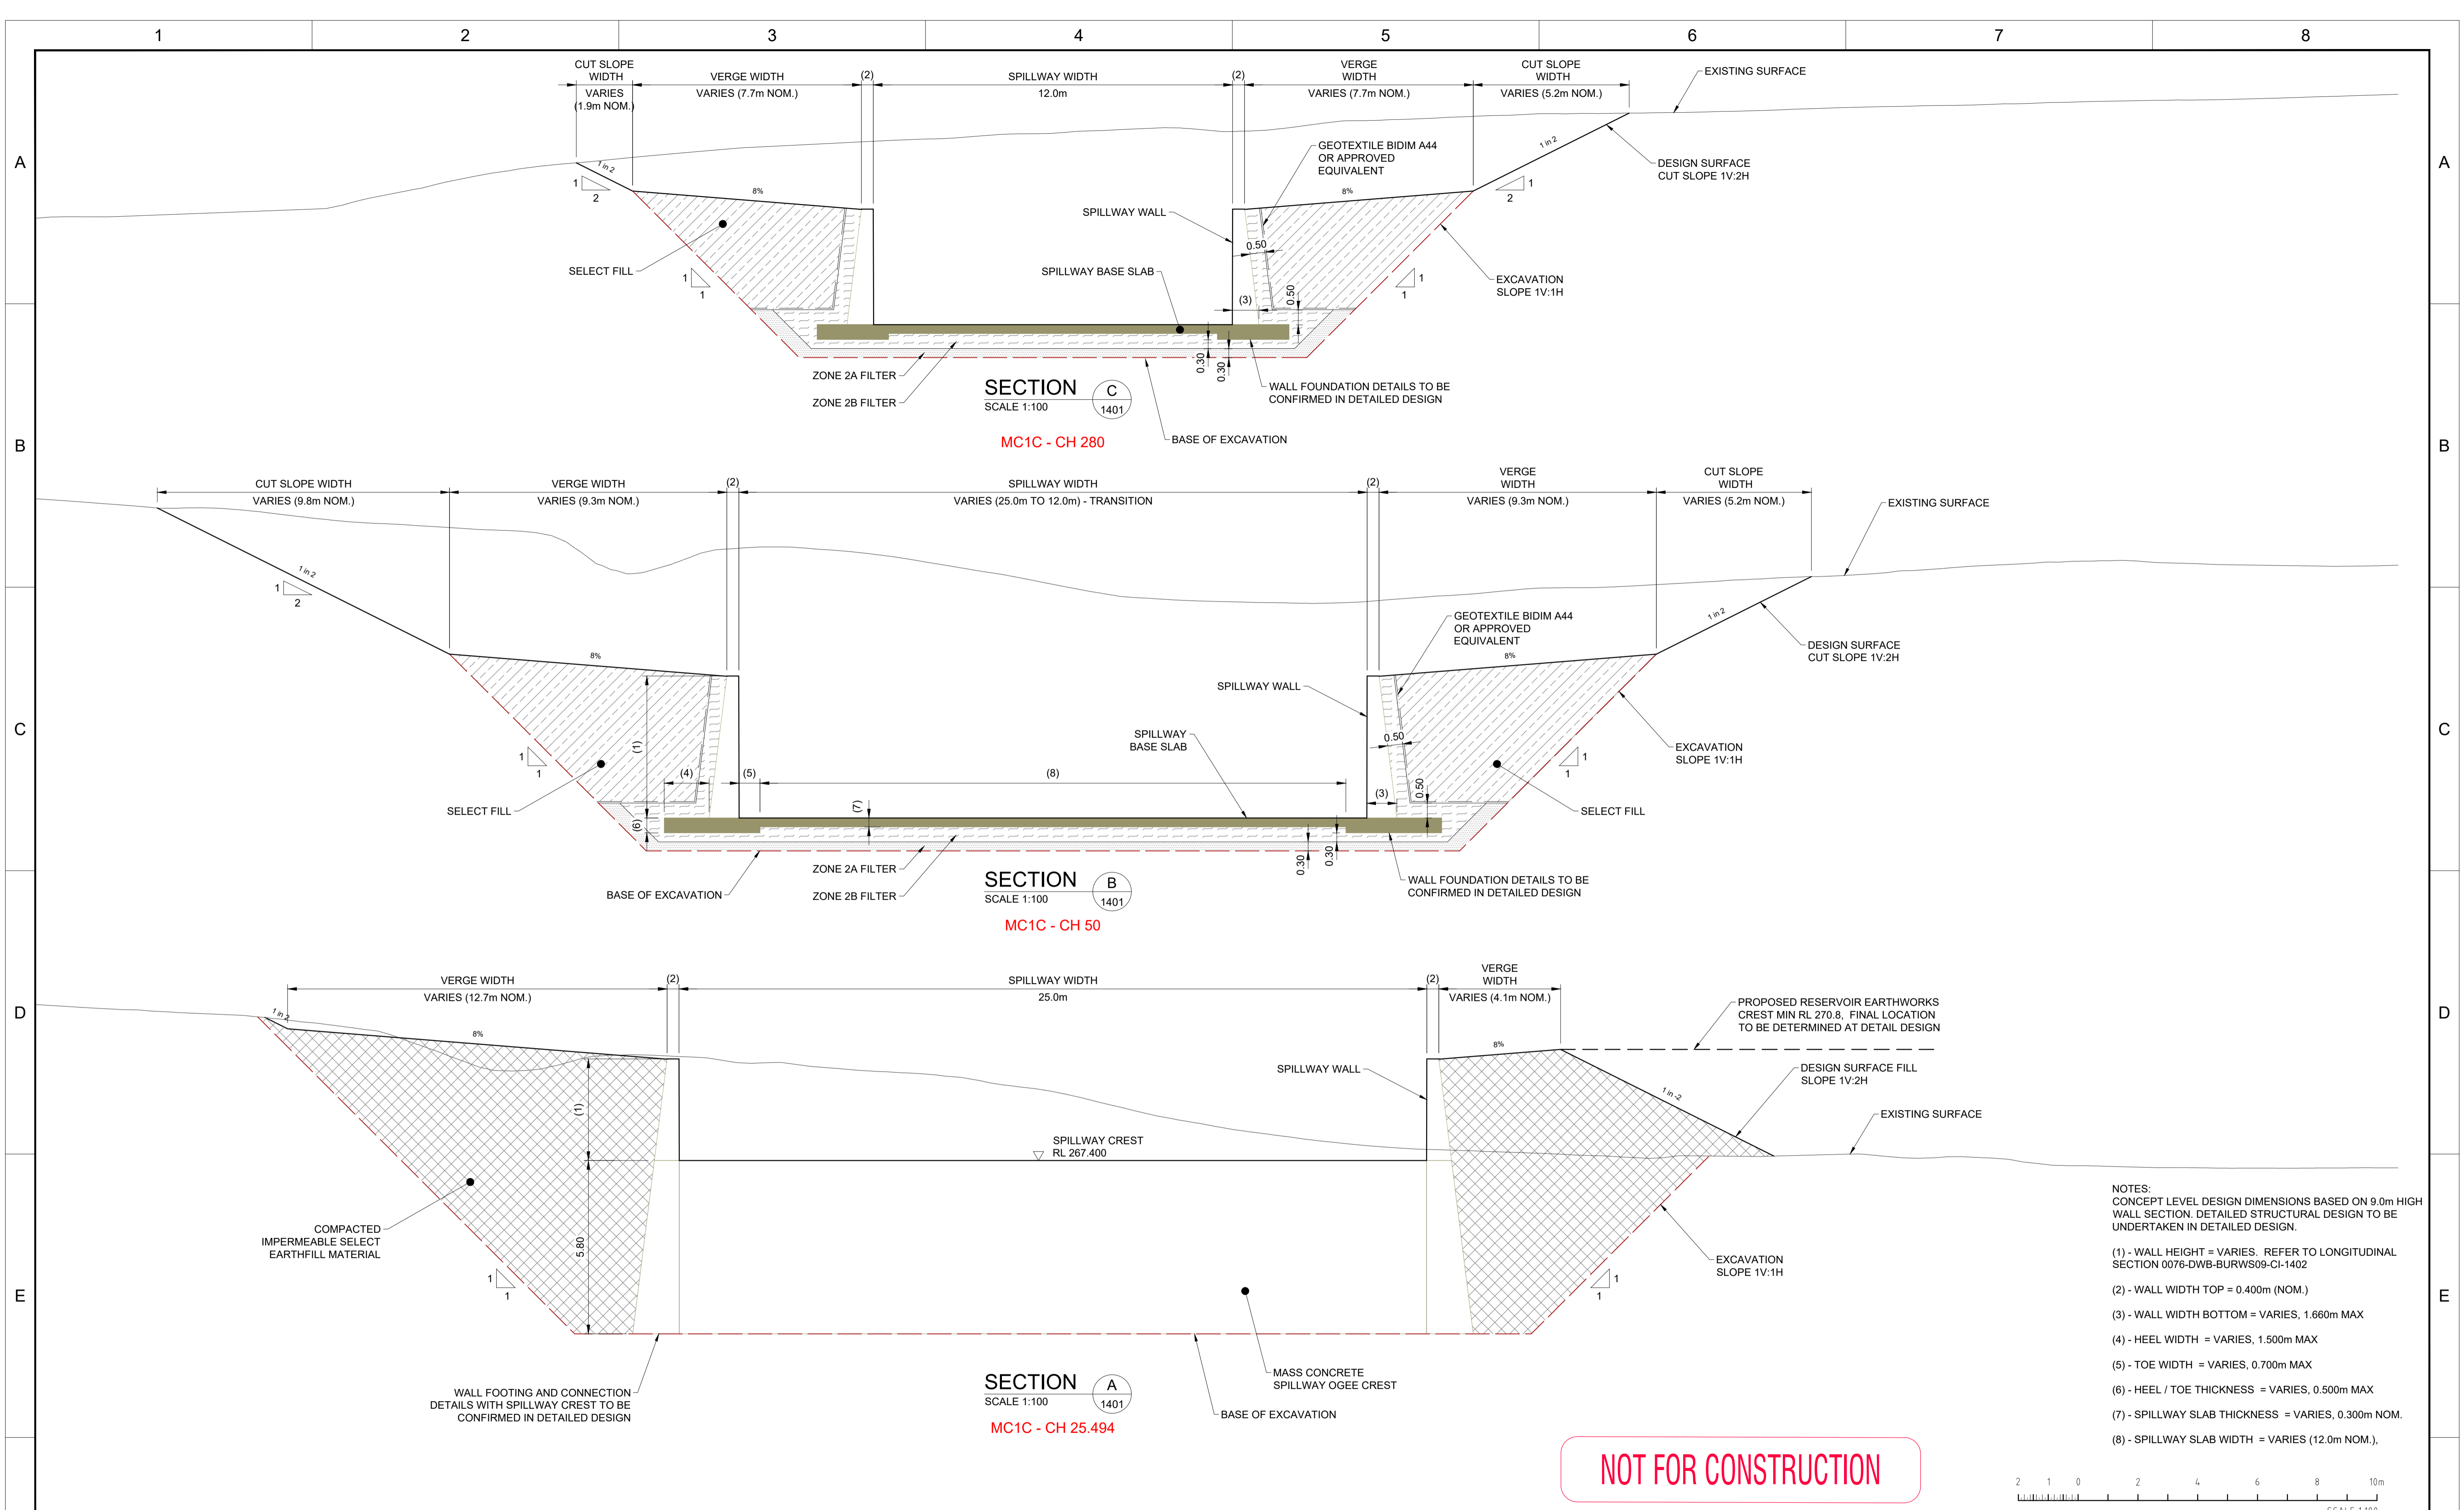 1 2 3 4 5 6 7 8
A
B
C
D
E
A
B
C
D
E
CUT SLOPE
WIDTH
VARIES
(1.9m NOM.)
VERGE WIDTH
VARIES (7.7m NOM.)
(2)
SPILLWAY WIDTH
12.0m
(2)
VERGE
WIDTH
VARIES (7.7m NOM.)
CUT SLOPE
WIDTH
VARIES (5.2m NOM.)
EXISTING SURFACE
1 in 2
1
2
8%
SELECT FILL
1
1
SPILLWAY WALL
SPILLWAY BASE SLAB
GEOTEXTILE BIDIM A44
OR APPROVED
EQUIVALENT
0.50
(3)
0.50
8%
1 in 2
1
2
DESIGN SURFACE
CUT SLOPE 1V:2H
1
1
EXCAVATION
SLOPE 1V:1H
0.30
0.30
ZONE 2A FILTER
ZONE 2B FILTER
WALL FOUNDATION DETAILS TO BE
CONFIRMED IN DETAILED DESIGN
BASE OF EXCAVATION
SECTION
SCALE 1:100
C
1401
MC1C - CH 280
CUT SLOPE WIDTH
VARIES (9.8m NOM.)
VERGE WIDTH
VARIES (9.3m NOM.)
(2)
SPILLWAY WIDTH
VARIES (25.0m TO 12.0m) - TRANSITION
(2)
VERGE
WIDTH
VARIES (9.3m NOM.)
CUT SLOPE
WIDTH
VARIES (5.2m NOM.)
EXISTING SURFACE
1 in 2
1
2
8%
GEOTEXTILE BIDIM A44
OR APPROVED
EQUIVALENT
8%
1 in 2
DESIGN SURFACE
CUT SLOPE 1V:2H
SPILLWAY WALL
SPILLWAY
BASE SLAB
0.50
1
1
(1)
(4)
(5)
(8)
(7)
(6)
(3)
0.50
1
1
EXCAVATION
SLOPE 1V:1H
SELECT FILL
SELECT FILL
0.30
0.30
ZONE 2A FILTER
ZONE 2B FILTER
BASE OF EXCAVATION
WALL FOUNDATION DETAILS TO BE
CONFIRMED IN DETAILED DESIGN
SECTION
SCALE 1:100
B
1401
MC1C - CH 50
VERGE WIDTH
VARIES (12.7m NOM.)
(2)
SPILLWAY WIDTH
25.0m
(2)
VERGE
WIDTH
VARIES (4.1m NOM.)
PROPOSED RESERVOIR EARTHWORKS
CREST MIN RL 270.8, FINAL LOCATION
TO BE DETERMINED AT DETAIL DESIGN
1 in 2
8%
8%
SPILLWAY WALL
1 in -2
DESIGN SURFACE FILL
SLOPE 1V:2H
EXISTING SURFACE
(1)
SPILLWAY CREST
RL 267.400
COMPACTED
IMPERMEABLE SELECT
EARTHFILL MATERIAL
5.80
1
1
1
1
EXCAVATION
SLOPE 1V:1H
WALL FOOTING AND CONNECTION
DETAILS WITH SPILLWAY CREST TO BE
CONFIRMED IN DETAILED DESIGN
MASS CONCRETE
SPILLWAY OGEE CREST
BASE OF EXCAVATION
SECTION
SCALE 1:100
A
1401
MC1C - CH 25.494
NOTES:
CONCEPT LEVEL DESIGN DIMENSIONS BASED ON 9.0m HIGH
WALL SECTION. DETAILED STRUCTURAL DESIGN TO BE
UNDERTAKEN IN DETAILED DESIGN.
(1) - WALL HEIGHT = VARIES. REFER TO LONGITUDINAL
SECTION 0076-DWB-BURWS09-CI-1402
(2) - WALL WIDTH TOP = 0.400m (NOM.)
(3) - WALL WIDTH BOTTOM = VARIES, 1.660m MAX
(4) - HEEL WIDTH = VARIES, 1.500m MAX
(5) - TOE WIDTH = VARIES, 0.700m MAX
(6) - HEEL / TOE THICKNESS = VARIES, 0.500m MAX
(7) - SPILLWAY SLAB THICKNESS = VARIES, 0.300m NOM.
(8) - SPILLWAY SLAB WIDTH = VARIES (12.0m NOM.),
NOT FOR CONSTRUCTION
2 1 0 2 4 6 8 10m